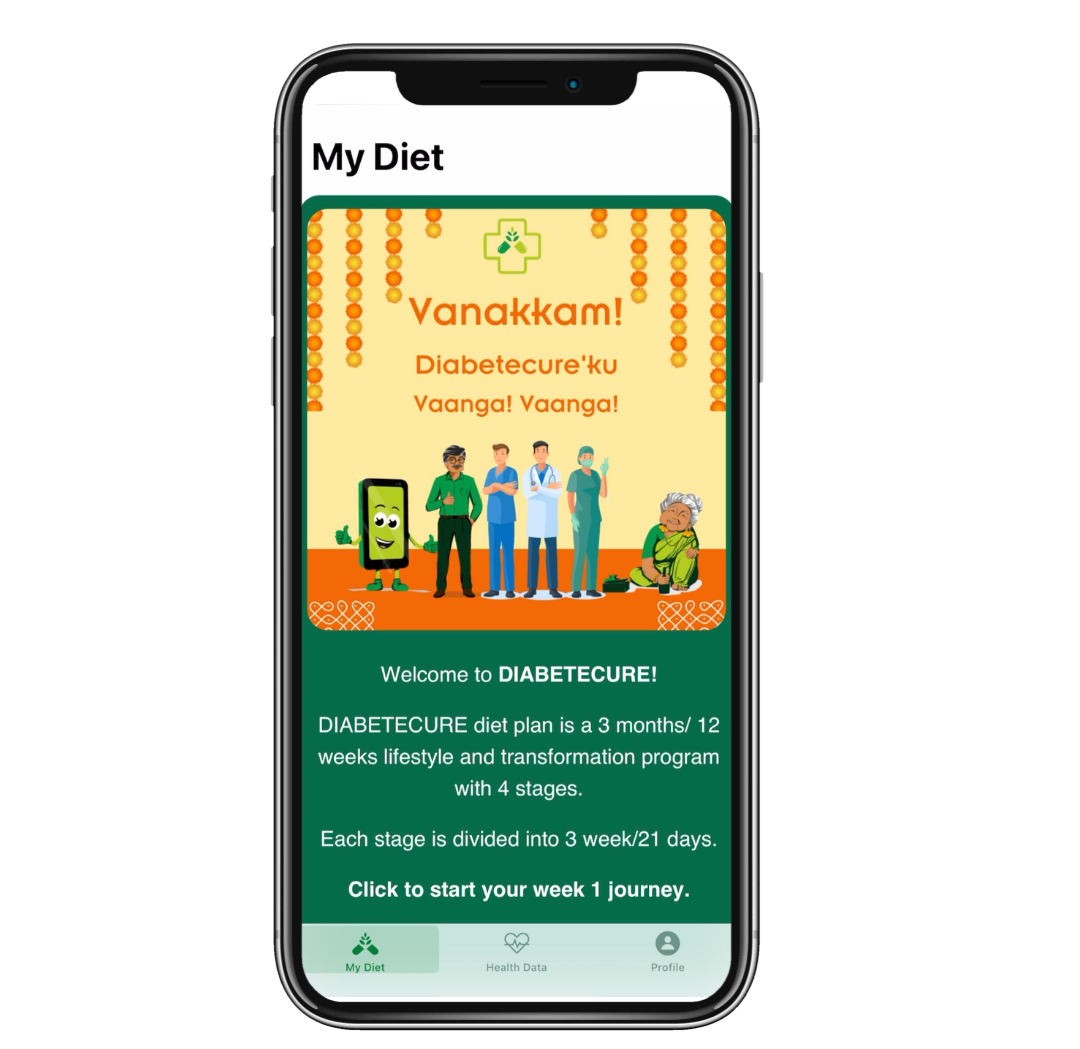 My Diet
Vanakkam!
Diabetecure'ku
Vaanga! Vaanga!
Welcome to DIABETECURE!
DIABETECURE diet plan is a 3 months/ 12
weeks lifestyle and transformation program
with 4 stages.
Each stage is divided into 3 week/21 days.
Click to start your week 1 journey.
My Diet
Health Data
Profile